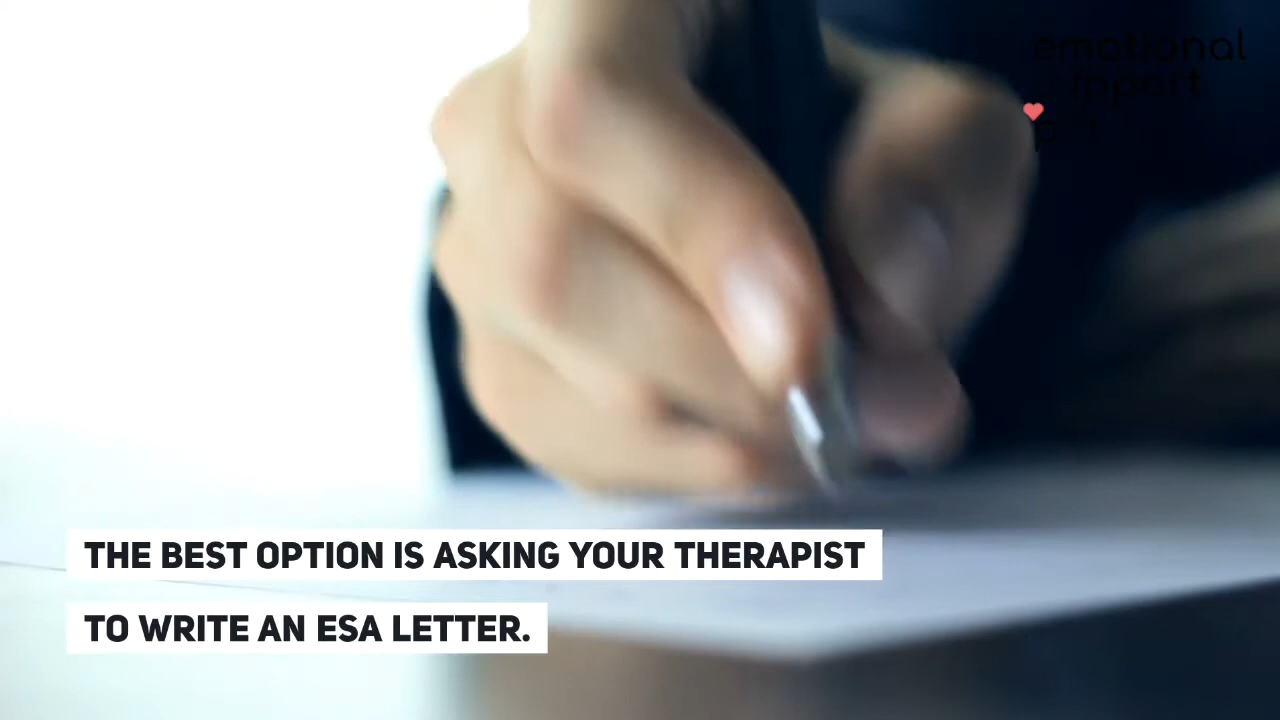 emotional
THE BEST OPTION IS ASKING YOUR THERAPIST
TO WRITE AN ESA LETTER.